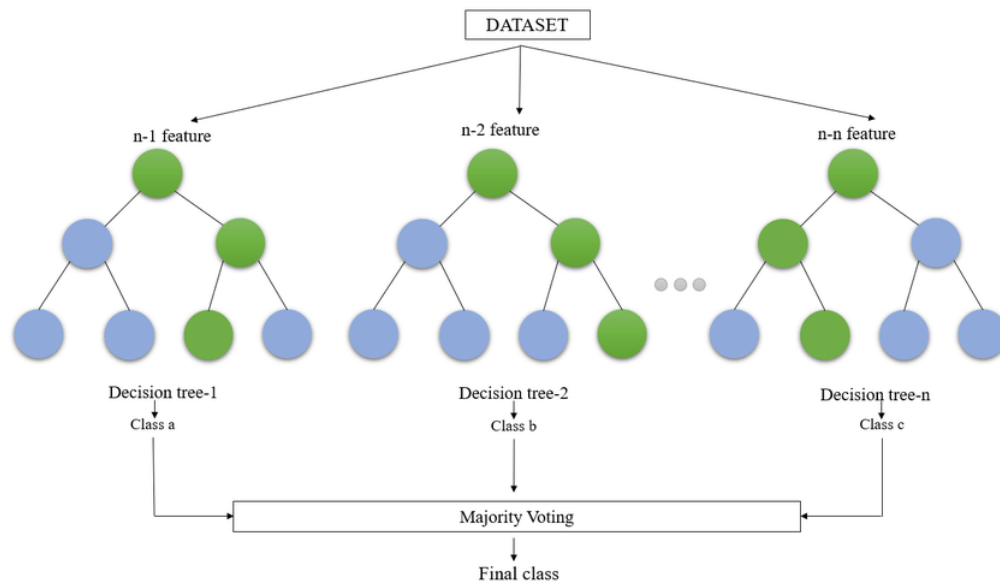 DATASET
n-1 feature
n-2 feature
n-n feature
Decision tree-1
Decision tree-2
Decision tree-n
Class a
Class b
Class c
Majority Voting
Final class